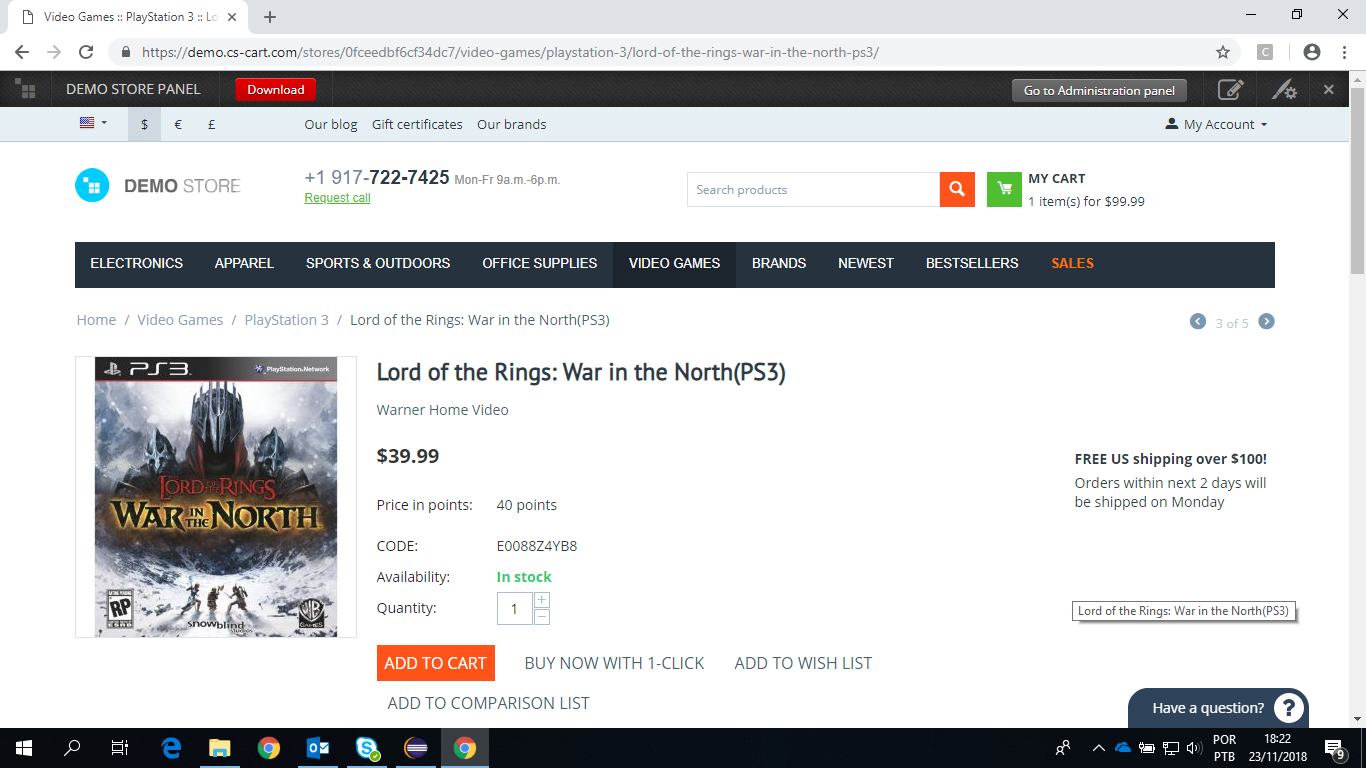 Video Games :: PlayStation 3 :: Lo
https://demo.cs-cart.com/stores/0fceedbf6cf34dc7/video-games/playstation-3/lord-of-the-rings-war-in-the-north-ps3/
C
DEMO STORE PANEL
Download
Go to Administration panel
$ € £
Our blog Gift certificates Our brands
My Account
DEMO STORE
+1 917-722-7425 Mon-Fr 9a.m.-6p.m.
Request call
Search products
MY CART
1 item(s) for $99.99
ELECTRONICS APPAREL SPORTS & OUTDOORS OFFICE SUPPLIES VIDEO GAMES BRANDS NEWEST BESTSELLERS SALES
Home / Video Games / PlayStation 3 / Lord of the Rings: War in the North(PS3)
3 of 5
PS3
PlayStation Network
LORD OF THE RINGS
WAR IN THE NORTH
RP
ESRB
snowblind
studios
WB
GAMES
Lord of the Rings: War in the North(PS3)
Warner Home Video
$39.99
Price in points: 40 points
CODE: E0088Z4YB8
Availability: In stock
Quantity: 1 + −
ADD TO CART BUY NOW WITH 1-CLICK ADD TO WISH LIST
ADD TO COMPARISON LIST
FREE US shipping over $100!
Orders within next 2 days will
be shipped on Monday
Lord of the Rings: War in the North(PS3)
Have a question? ?
POR
PTB
18:22
23/11/2018
9